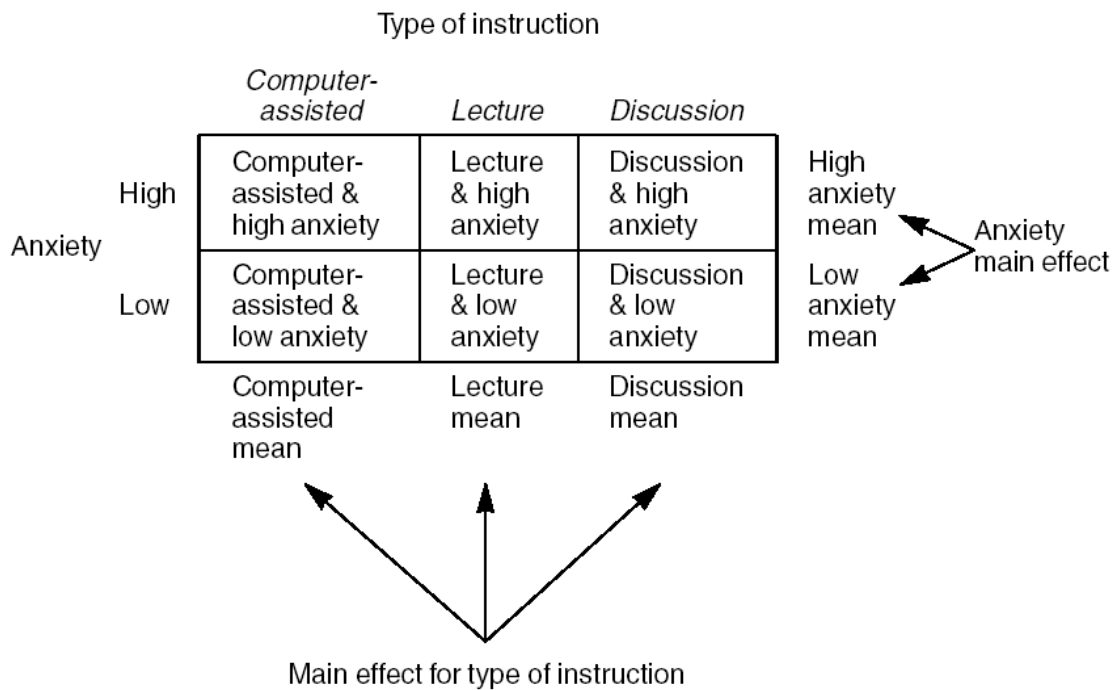 Type of instruction
Computer-
assisted
Lecture
Discussion
Anxiety
High
Computer-
assisted &
high anxiety
Lecture
& high
anxiety
Discussion
& high
anxiety
High
anxiety
mean
Low
Computer-
assisted &
low anxiety
Lecture
& low
anxiety
Discussion
& low
anxiety
Low
anxiety
mean
Anxiety
main effect
Computer-
assisted
mean
Lecture
mean
Discussion
mean
Main effect for type of instruction